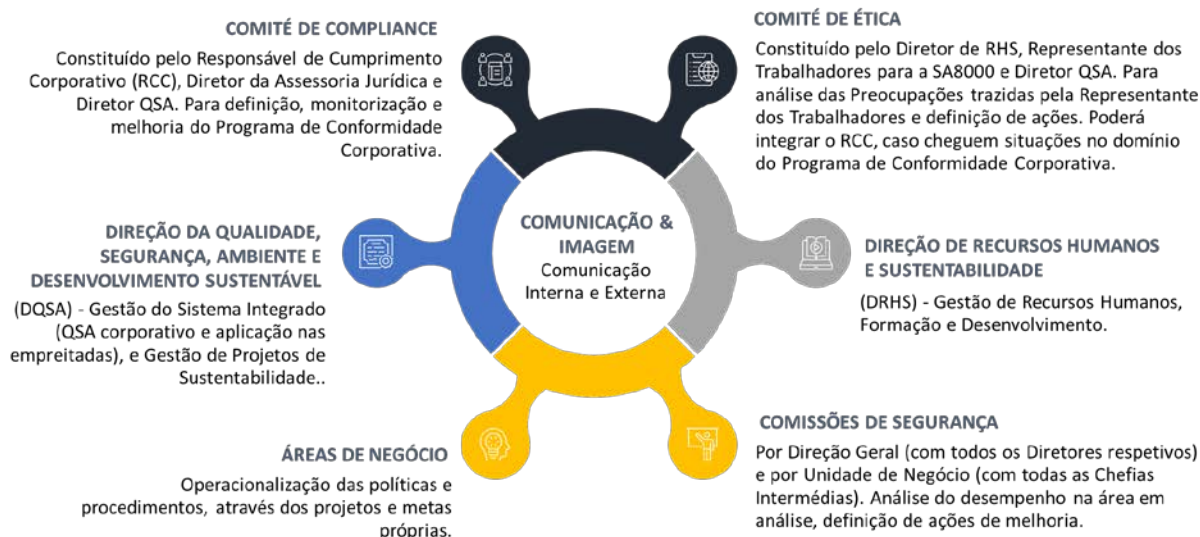 COMITÉ DE COMPLIANCE
Constituído pelo Responsável de Cumprimento
Corporativo (RCC), Diretor da Assessoria Jurídica e
Diretor QSA. Para definição, monitorização e
melhoria do Programa de Conformidade
Corporativa.
COMITÉ DE ÉTICA
Constituído pelo Diretor de RHS, Representante dos
Trabalhadores para a SA8000 e Diretor QSA. Para
análise das Preocupações trazidas pela Representante
dos Trabalhadores e definição de ações. Poderá
integrar o RCC, caso cheguem situações no domínio
do Programa de Conformidade Corporativa.
DIREÇÃO DA QUALIDADE,
SEGURANÇA, AMBIENTE E
DESENVOLVIMENTO SUSTENTÁVEL
(DQSA) - Gestão do Sistema Integrado
(QSA corporativo e aplicação nas
empreitadas), e Gestão de Projetos de
Sustentabilidade..
COMUNICAÇÃO &
IMAGEM
Comunicação
Interna e Externa
DIREÇÃO DE RECURSOS HUMANOS
E SUSTENTABILIDADE
(DRHS) - Gestão de Recursos Humanos,
Formação e Desenvolvimento.
ÁREAS DE NEGÓCIO
Operacionalização das políticas e
procedimentos, através dos projetos e metas
próprias.
COMISSÕES DE SEGURANÇA
Por Direção Geral (com todos os Diretores respetivos)
e por Unidade de Negócio (com todas as Chefias
Intermédias). Análise do desempenho na área em
análise, definição de ações de melhoria.